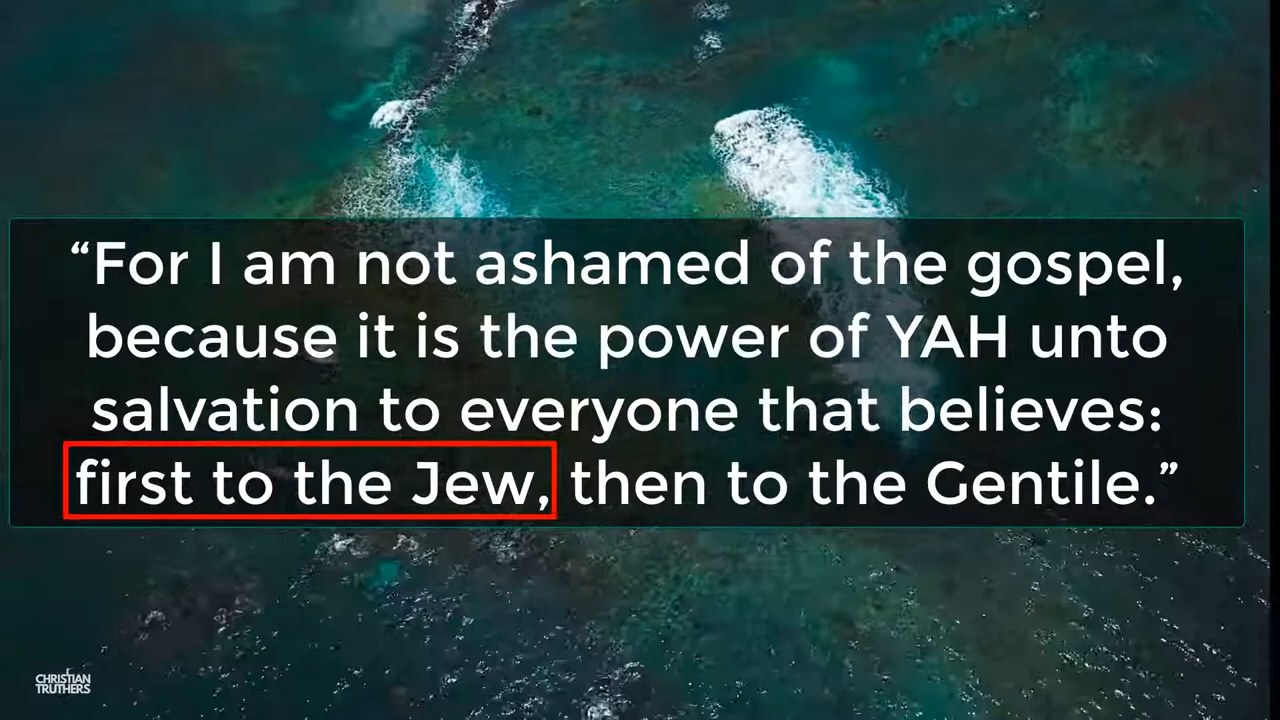 “For I am not ashamed of the gospel,
because it is the power of YAH unto
salvation to everyone that believes:
first to the Jew, then to the Gentile.”
CHRISTIAN
TRUTHERS